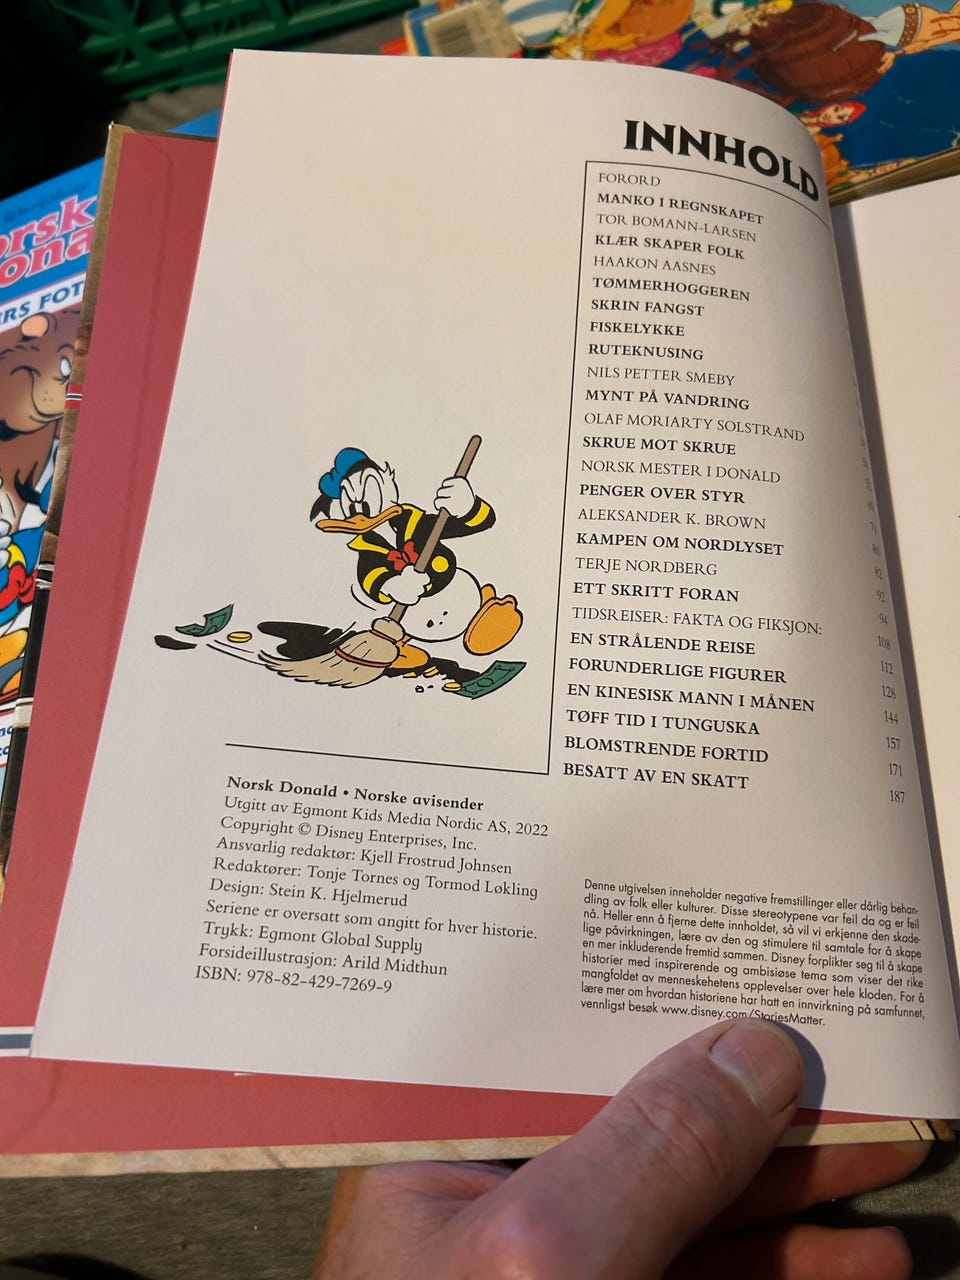 INNHOLD
FORORD
MANKO I REGNSKAPET
TOR BOMANN-LARSEN
KLÆR SKAPER FOLK
HAAKON AASNES
TØMMERHOGGEREN
SKRIN FANGST
FISKELYKKE
RUTEKNUSING
NILS PETTER SMEBY
MYNT PÅ VANDRING
OLAF MORIARTY SOLSTRAND
SKRUE MOT SKRUE
NORSK MESTER I DONALD
PENGER OVER STYR
ALEKSANDER K. BROWN
KAMPEN OM NORDLYSET
TERJE NORDBERG
ETT SKRITT FORAN
TIDSREISER: FAKTA OG FIKSJON:
EN STRÅLENDE REISE
FORUNDERLIGE FIGURER
EN KINESISK MANN I MÅNEN
TØFF TID I TUNGUSKA
BLOMSTRENDE FORTID
BESATT AV EN SKATT
71
80
82
92
94
108
112
128
144
157
171
187
Norsk Donald • Norske avisender
Utgitt av Egmont Kids Media Nordic AS, 2022
Copyright © Disney Enterprises, Inc.
Ansvarlig redaktør: Kjell Frostrud Johnsen
Redaktører: Tonje Tornes og Tormod Løkling
Design: Stein K. Hjelmerud
Seriene er oversatt som angitt for hver historie.
Trykk: Egmont Global Supply
Forsideillustrasjon: Arild Midthun
ISBN: 978-82-429-7269-9
Denne utgivelsen inneholder negative fremstillinger eller dårlig behan-
dling av folk eller kulturer. Disse stereotypene var feil da og er feil
nå. Heller enn å fjerne dette innholdet, så vil vi erkjenne den skade-
lige påvirkningen, lære av den og stimulere til samtale for å skape
en mer inkluderende fremtid sammen. Disney forplikter seg til å skape
historier med inspirerende og ambisiøse tema som viser det rike
mangfoldet av menneskehetens opplevelser over hele kloden. For å
lære mer om hvordan historiene har hatt en innvirkning på samfunnet,
vennligst besøk www.disney.com/StoriesMatter.